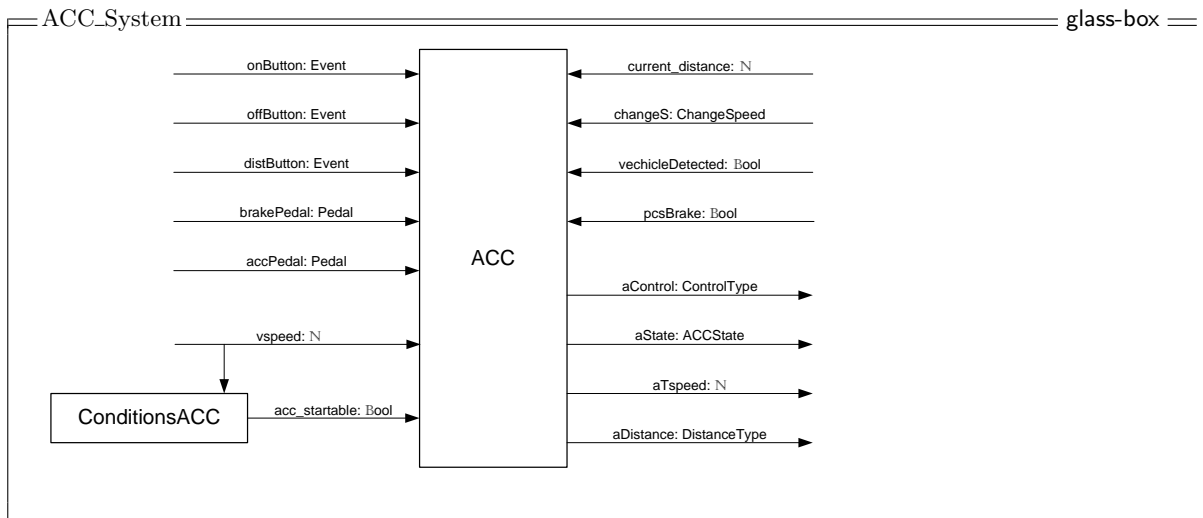 ACC_System glass-box
onButton: Event
current_distance: ℕ
offButton: Event
changeS: ChangeSpeed
distButton: Event
vechicleDetected: 𝔹ool
brakePedal: Pedal
pcsBrake: 𝔹ool
ACC
accPedal: Pedal
aControl: ControlType
vspeed: ℕ
aState: ACCState
aTspeed: ℕ
ConditionsACC
acc_startable: 𝔹ool
aDistance: DistanceType